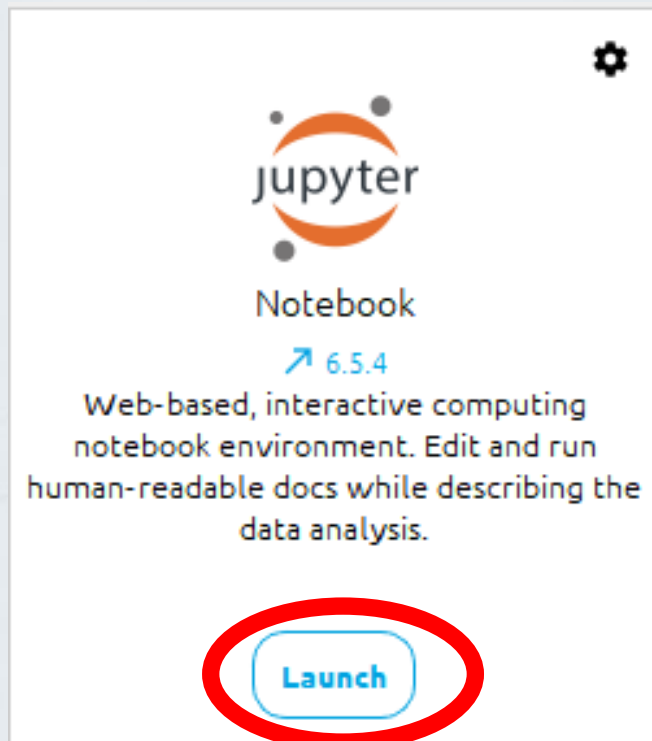 jupyter
Notebook
6.5.4
Web-based, interactive computing
notebook environment. Edit and run
human-readable docs while describing the
data analysis.
Launch